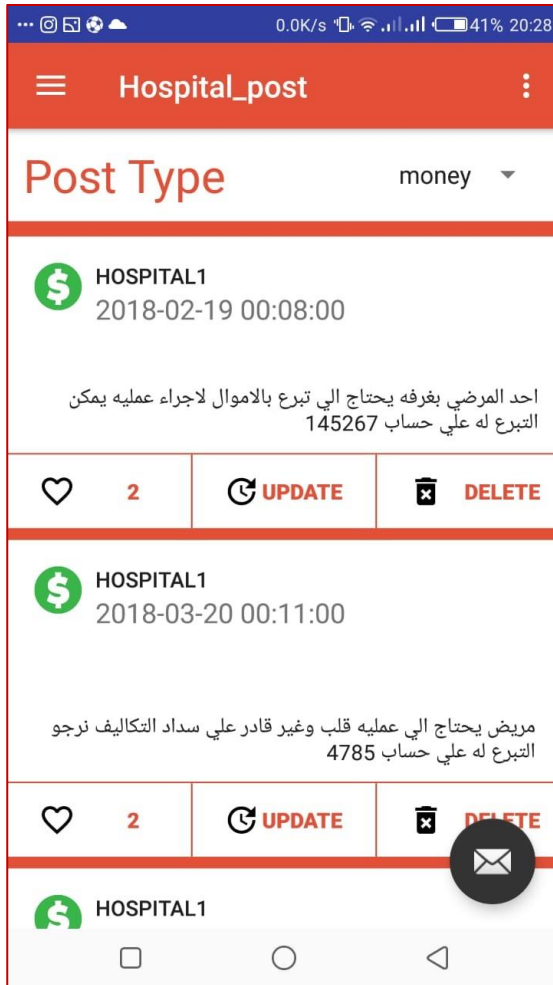 ... 0.0K/s 41% 20:28
Hospital_post
Post Type
money
HOSPITAL1
2018-02-19 00:08:00
احد المرضي بغرفه يحتاج الي تبرع بالاموال لاجراء عمليه يمكن
التبرع له علي حساب 145267
2 UPDATE DELETE
HOSPITAL1
2018-03-20 00:11:00
مريض يحتاج الي عمليه قلب وغير قادر علي سداد التكاليف نرجو
التبرع له علي حساب 4785
2 UPDATE DELETE
HOSPITAL1